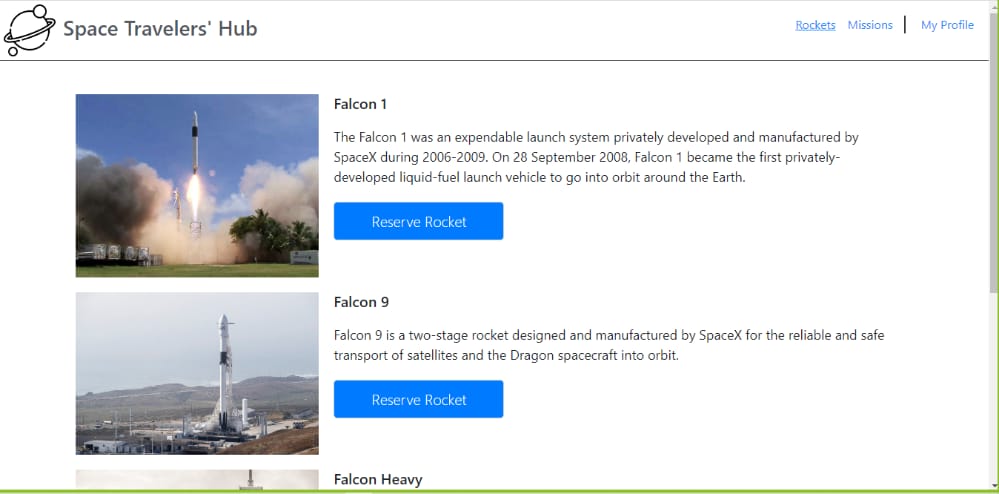 Space Travelers' Hub
Rockets Missions My Profile
Falcon 1
The Falcon 1 was an expendable launch system privately developed and manufactured by
SpaceX during 2006-2009. On 28 September 2008, Falcon 1 became the first privately-
developed liquid-fuel launch vehicle to go into orbit around the Earth.
Reserve Rocket
Falcon 9
Falcon 9 is a two-stage rocket designed and manufactured by SpaceX for the reliable and safe
transport of satellites and the Dragon spacecraft into orbit.
Reserve Rocket
Falcon Heavy